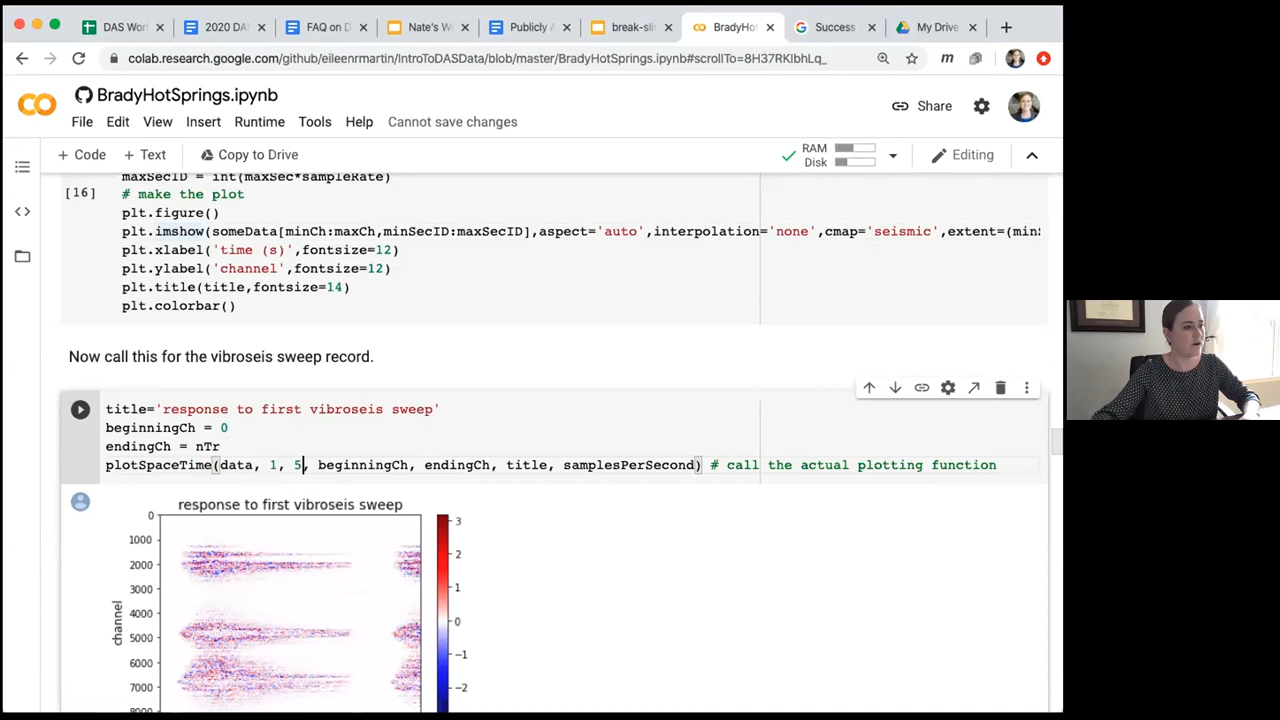 DAS Wor
2020 DAS
FAQ on D
Nate's W
Publicly A
break-sli
BradyHot
Success
My Drive
colab.research.google.com/github/eileenrmartin/IntroToDASData/blob/master/BradyHotSprings.ipynb#scrollTo=8H37RKlbhLq_
BradyHotSprings.ipynb
Share
File Edit View Insert Runtime Tools Help Cannot save changes
+ Code + Text Copy to Drive
RAM
Disk
Editing
maxSecID = int(maxSec*sampleRate)
[16]
# make the plot
plt.figure()
plt.imshow(someData[minCh:maxCh,minSecID:maxSecID],aspect='auto',interpolation='none',cmap='seismic',extent=(min
plt.xlabel('time (s)',fontsize=12)
plt.ylabel('channel',fontsize=12)
plt.title(title,fontsize=14)
plt.colorbar()
Now call this for the vibroseis sweep record.
title='response to first vibroseis sweep'
beginningCh = 0
endingCh = nTr
plotSpaceTime(data, 1, 5, beginningCh, endingCh, title, samplesPerSecond) # call the actual plotting function
response to first vibroseis sweep
0
1000
2000
3000
4000
5000
6000
7000
8000
channel
3
2
1
0
−1
−2